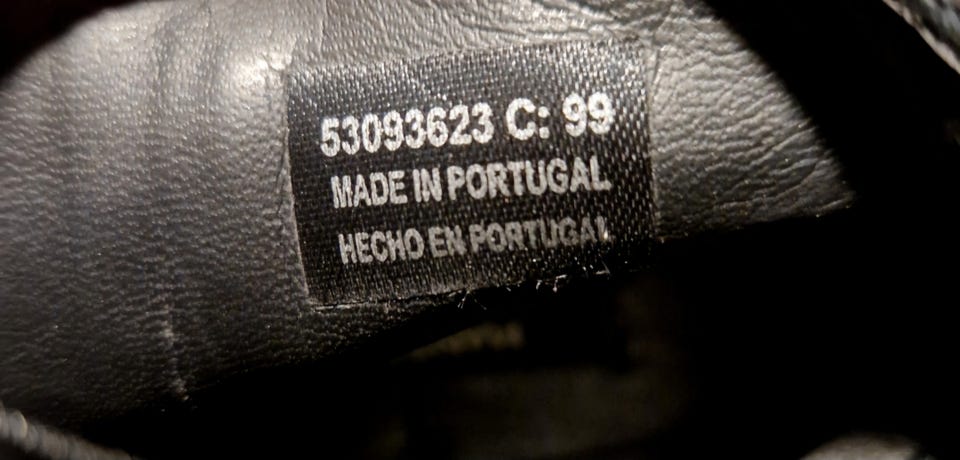 53093623 C: 99
MADE IN PORTUGAL
HECHO EN PORTUGAL